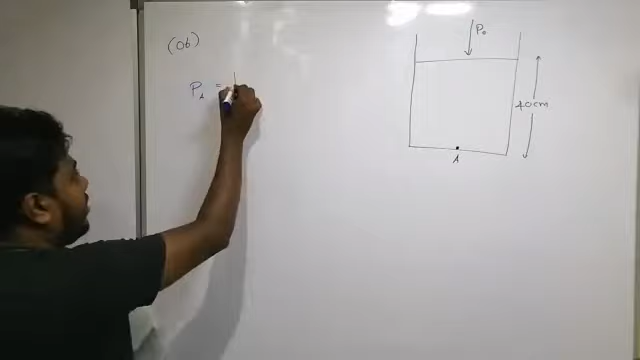 (06)
P₀
P_A =
40cm
A